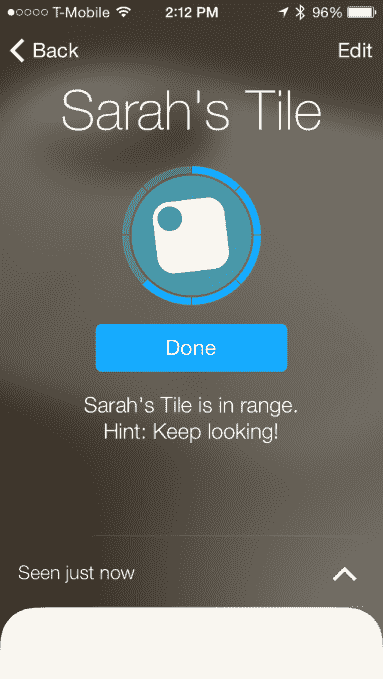 T-Mobile 2:12 PM 96%
Back Edit
Sarah's Tile
Done
Sarah's Tile is in range.
Hint: Keep looking!
Seen just now